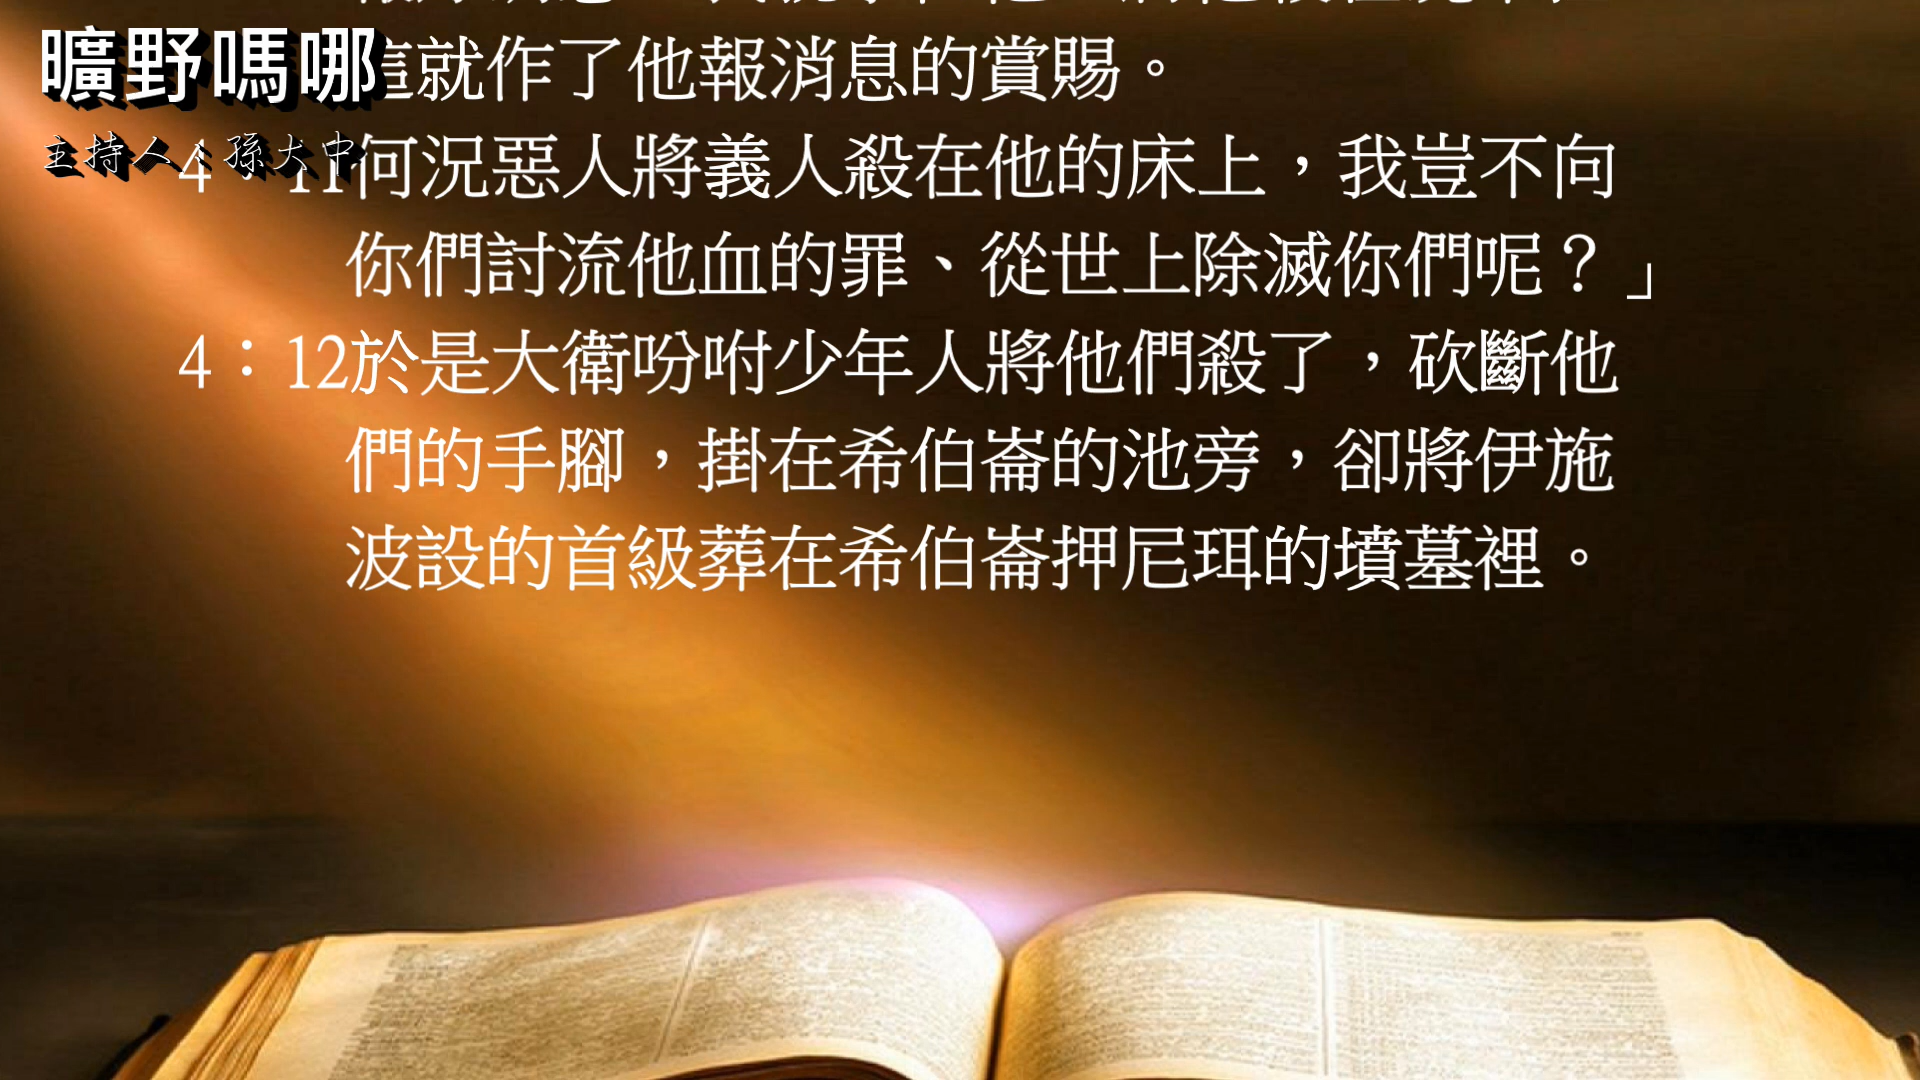 曠野嗎哪
這就作了他報消息的賞賜。
主持人：孫大中
4：11何況惡人將義人殺在他的床上，我豈不向
你們討流他血的罪、從世上除滅你們呢？」
4：12於是大衛吩咐少年人將他們殺了，砍斷他
們的手腳，掛在希伯崙的池旁，卻將伊施
波設的首級葬在希伯崙押尼珥的墳墓裡。